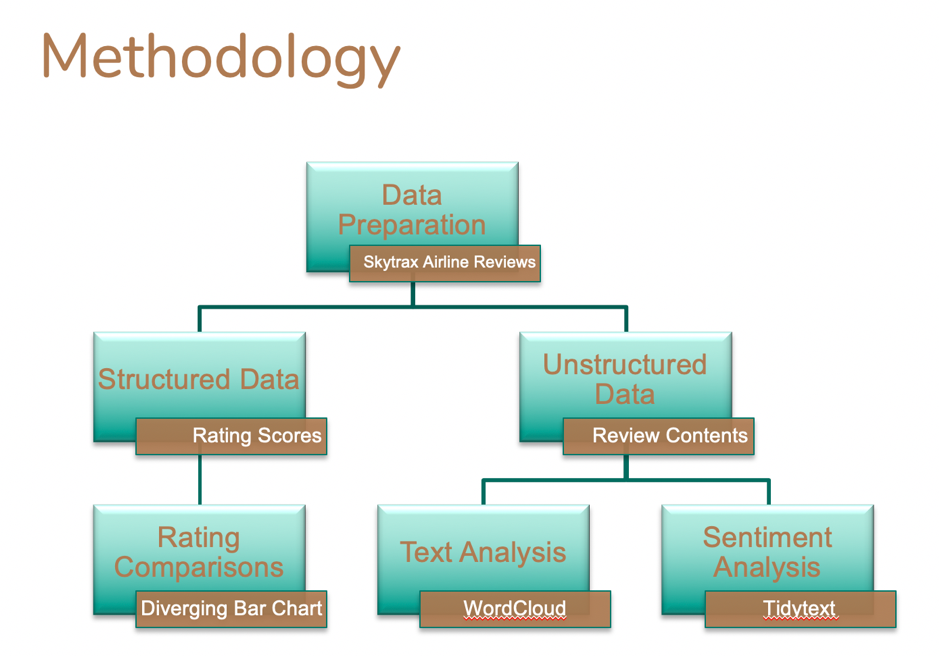 Methodology
Data
Preparation
Skytrax Airline Reviews
Structured Data
Rating Scores
Unstructured
Data
Review Contents
Rating
Comparisons
Diverging Bar Chart
Text Analysis
WordCloud
Sentiment
Analysis
Tidytext